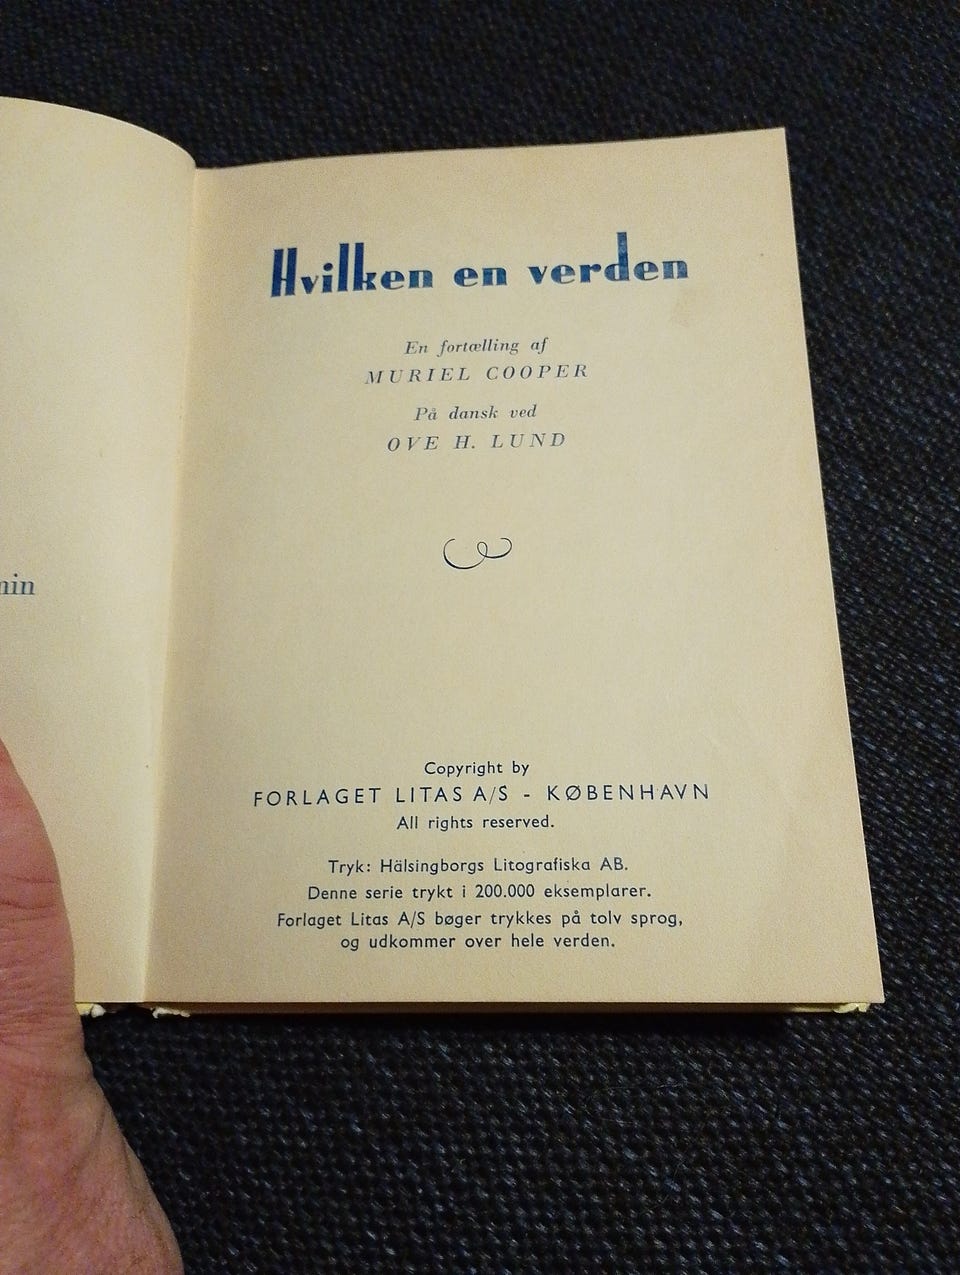 Hvilken en verden
En fortælling af
MURIEL COOPER
På dansk ved
OVE H. LUND
Copyright by
FORLAGET LITAS A/S - KØBENHAVN
All rights reserved.
Tryk: Hälsingborgs Litografiska AB.
Denne serie trykt i 200.000 eksemplarer.
Forlaget Litas A/S bøger trykkes på tolv sprog,
og udkommer over hele verden.